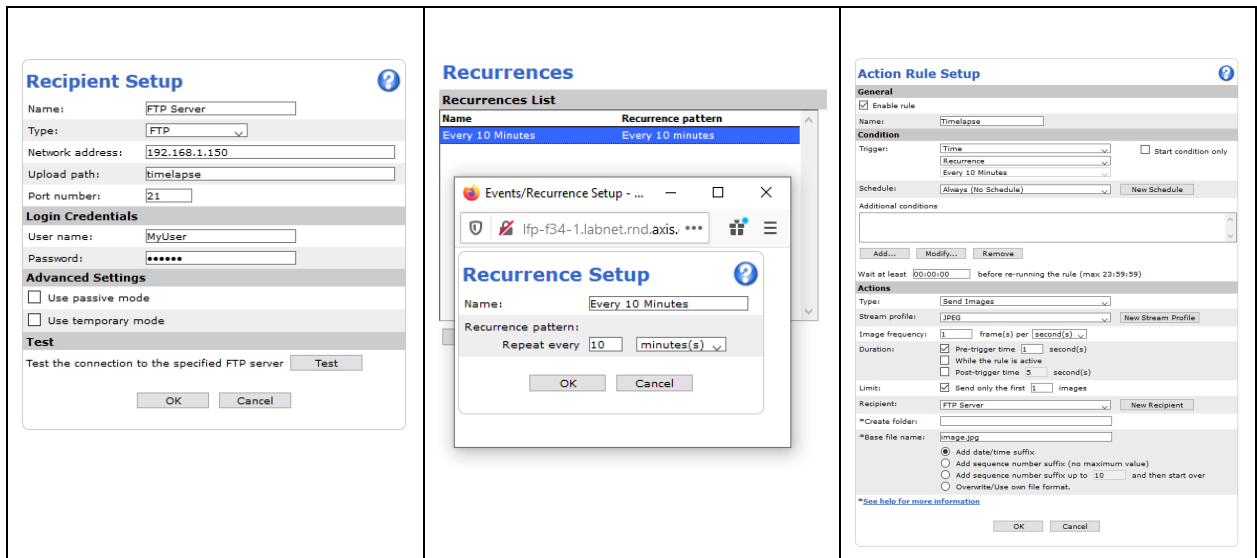 Recipient Setup
Name: FTP Server
Type: FTP
Network address: 192.168.1.150
Upload path: timelapse
Port number: 21
Login Credentials
User name: MyUser
Password: ●●●●●●
Advanced Settings
Use passive mode
Use temporary mode
Test
Test the connection to the specified FTP server Test
OK Cancel
Recurrences
Recurrences List
Name Recurrence pattern
Every 10 Minutes Every 10 minutes
Events/Recurrence Setup - ...
lfp-f34-1.labnet.rnd.axis. •••
Recurrence Setup
Name: Every 10 Minutes
Recurrence pattern:
Repeat every 10 minutes(s)
OK Cancel
Action Rule Setup
General
Enable rule
Name: Timelapse
Condition
Trigger: Time Start condition only
Recurrence
Every 10 Minutes
Schedule: Always (No Schedule) New Schedule
Additional conditions
Add... Modify... Remove
Wait at least 00:00:00 before re-running the rule (max 23:59:59)
Actions
Type: Send Images
Stream profile: JPEG New Stream Profile
Image frequency: 1 frame(s) per second(s)
Duration: Pre-trigger time 1 second(s)
While the rule is active
Post-trigger time 5 second(s)
Limit: Send only the first 1 images
Recipient: FTP Server New Recipient
*Create folder:
*Base file name: image.jpg
Add date/time suffix
Add sequence number suffix (no maximum value)
Add sequence number suffix up to 10 and then start over
Overwrite/Use own file format.
*See help for more information
OK Cancel